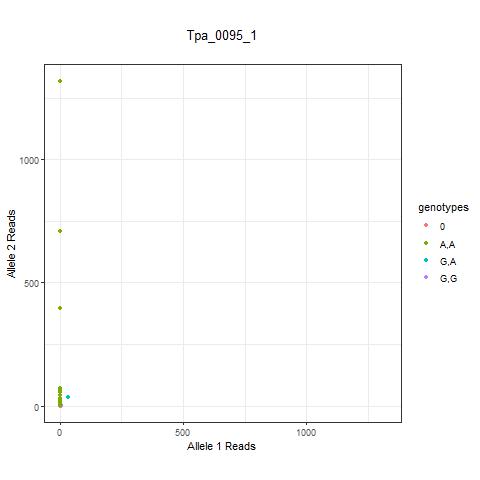 Tpa_0095_1
Allele 2 Reads
1000
500
0
0
500
1000
Allele 1 Reads
genotypes
0
A,A
G,A
G,G